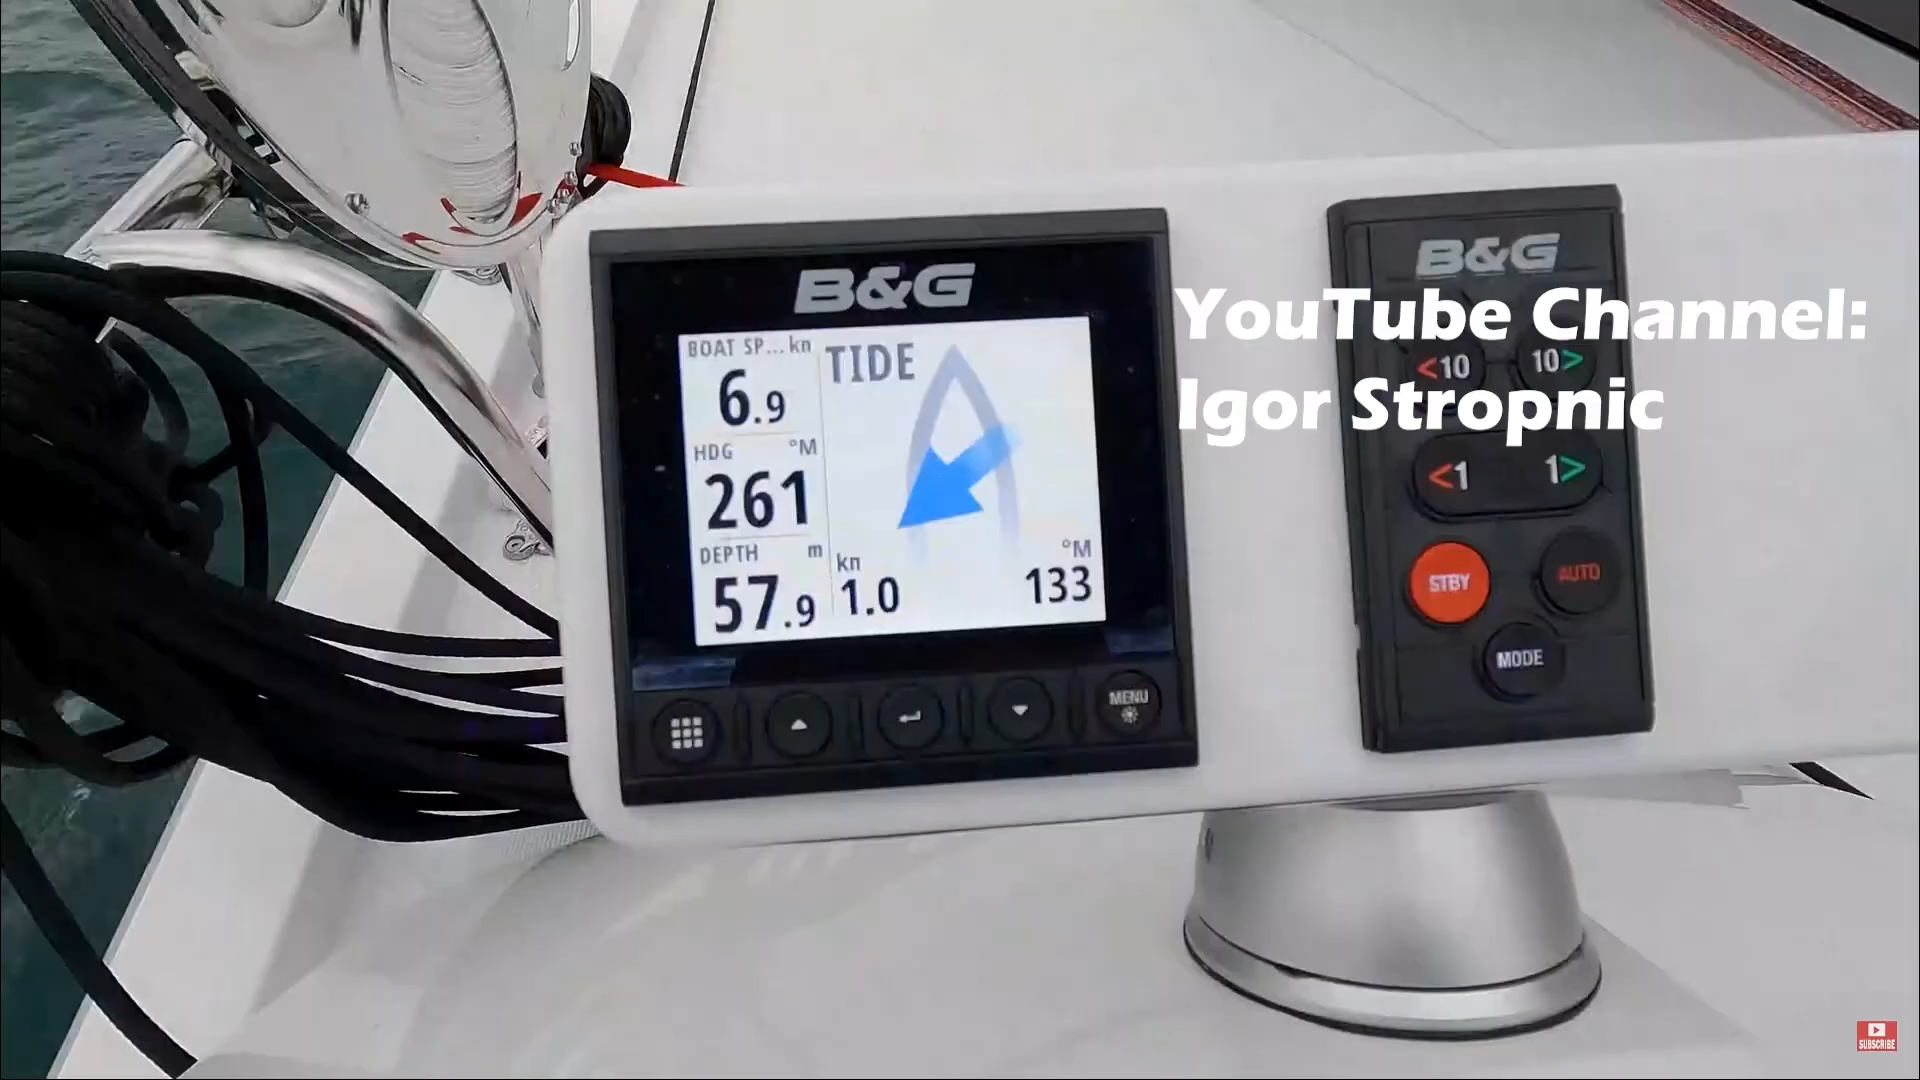 B&G
BOAT SP... kn
6.9
HDG °M
261
DEPTH m
57.9
TIDE
kn
1.0
°M
133
MENU
B&G
<10 10>
<1 1>
STBY AUTO
MODE
YouTube Channel:
Igor Stropnic
SUBSCRIBE